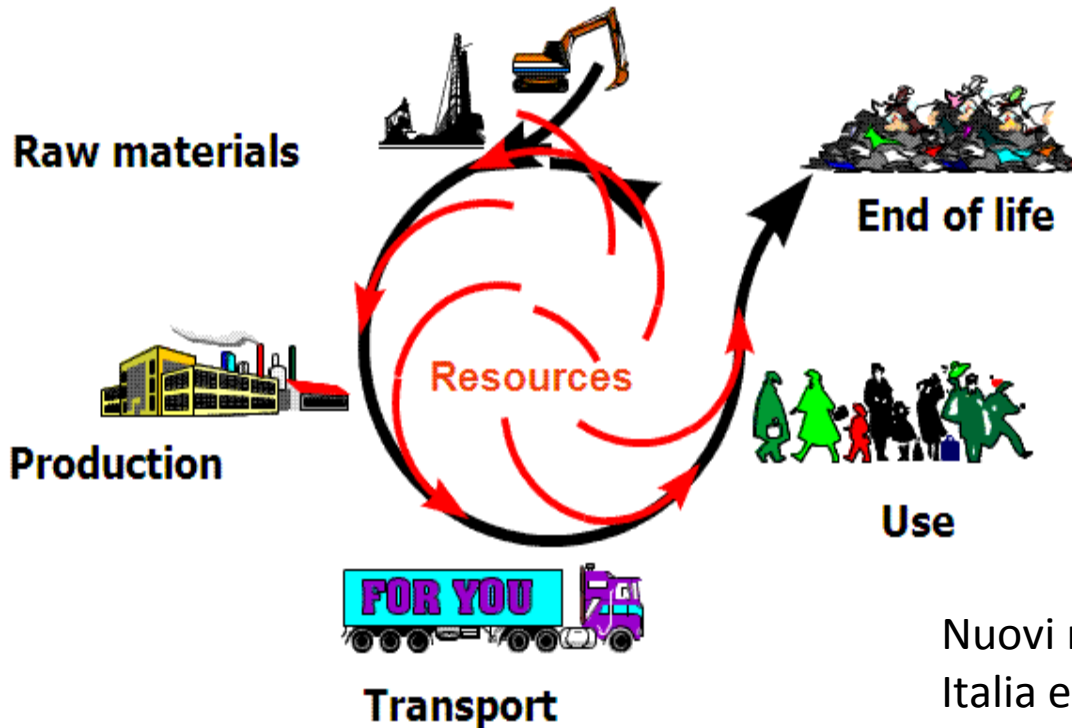 Raw materials
End of life
Resources
Production
Use
FOR YOU
Transport
Nuovi
Italia e